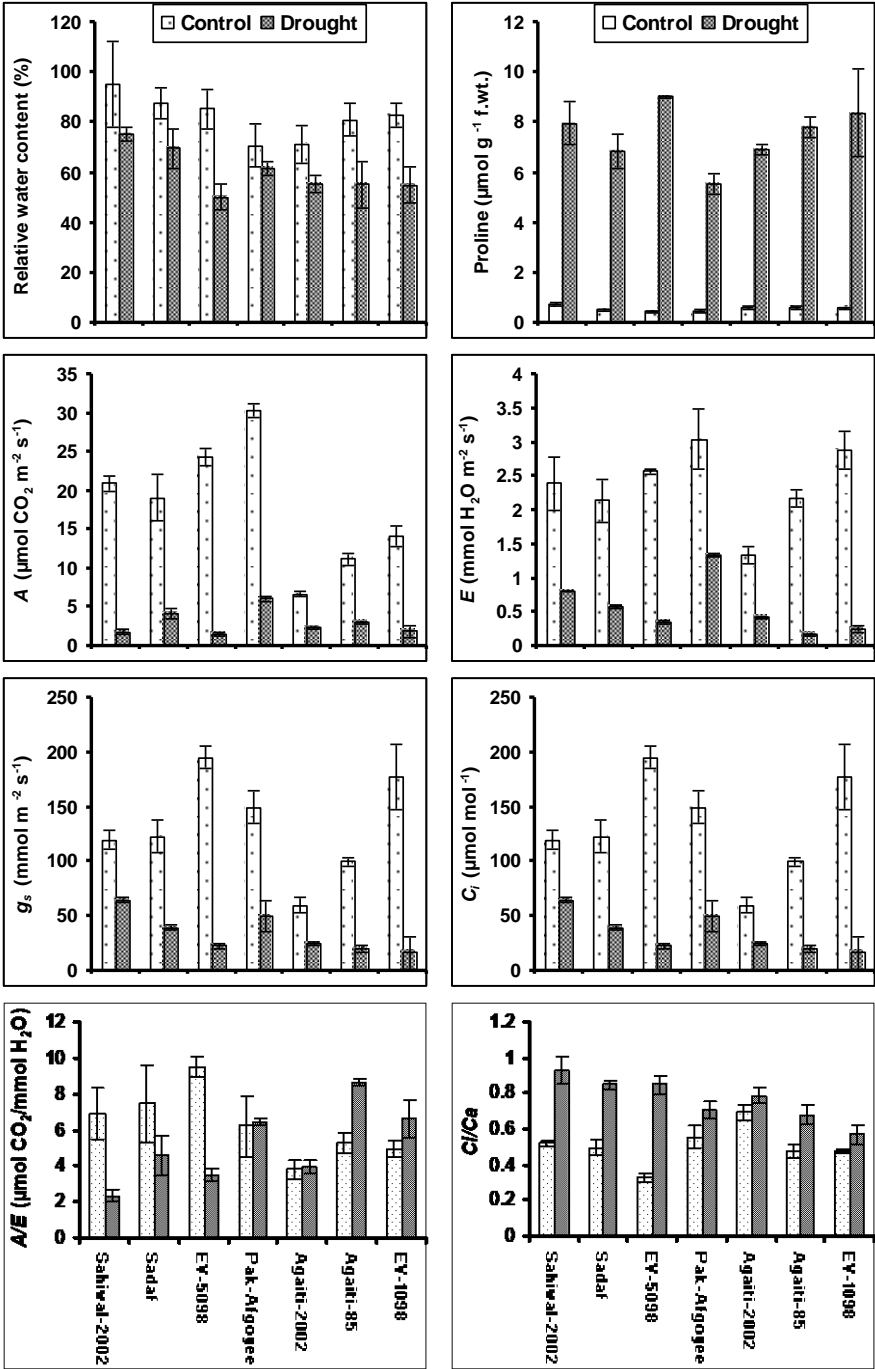 Control Drought
Relative water content (%)
120
100
80
60
40
20
0
Control Drought
Proline (µmol g⁻¹ f.wt.)
12
10
8
6
4
2
0
A (µmol CO₂ m⁻² s⁻¹)
35
30
25
20
15
10
5
0
E (mmol H₂O m⁻² s⁻¹)
4
3.5
3
2.5
2
1.5
1
0.5
0
gₛ (mmol m⁻² s⁻¹)
250
200
150
100
50
0
Cᵢ (µmol mol⁻¹)
250
200
150
100
50
0
A/E (µmol CO₂/mmol H₂O)
12
10
8
6
4
2
0
Sahiwal-2002
Sadaf
EV-5098
Pak-Afgoyee
Agaiti-2002
Agaiti-85
EV-1098
Ci/Ca
1.2
1
0.8
0.6
0.4
0.2
0
Sahiwal-2002
Sadaf
EV-5098
Pak-Afgoyee
Agaiti-2002
Agaiti-85
EV-1098